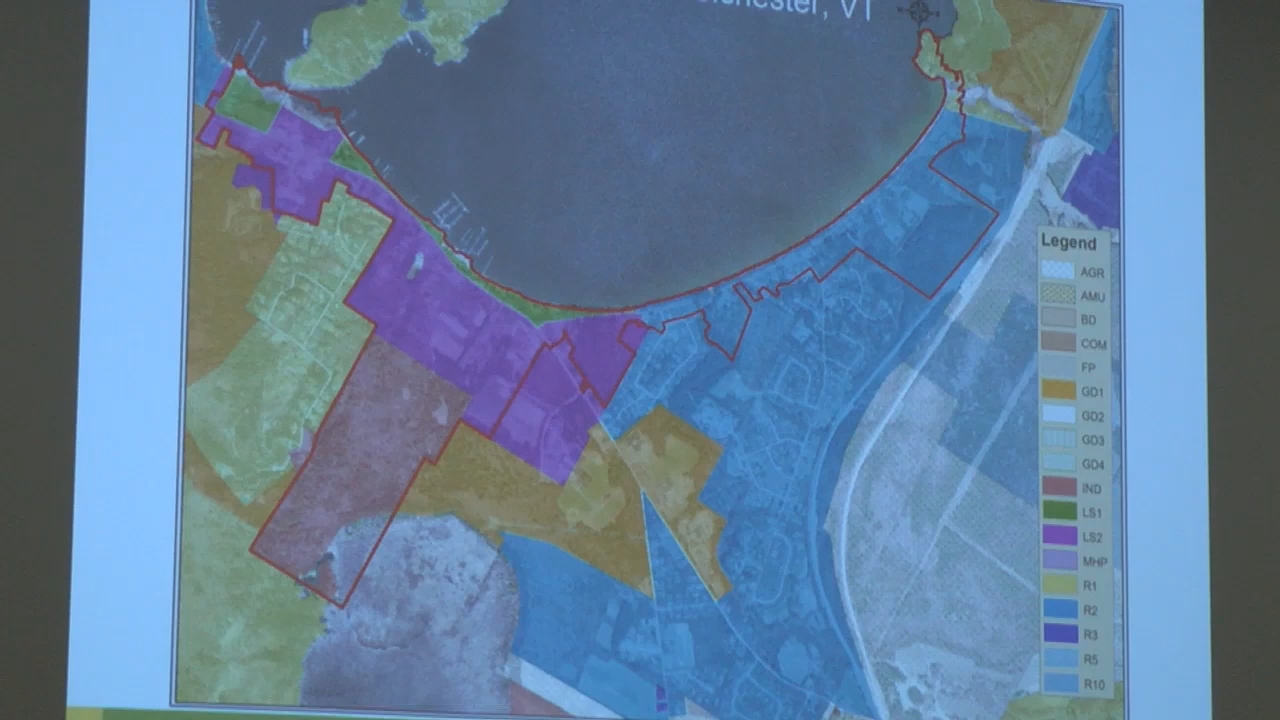 VT
Legend
AGR
AMU
BD
COM
FP
GD1
GD2
GD3
GD4
IND
LS1
LS2
MHP
R1
R2
R3
R5
R10